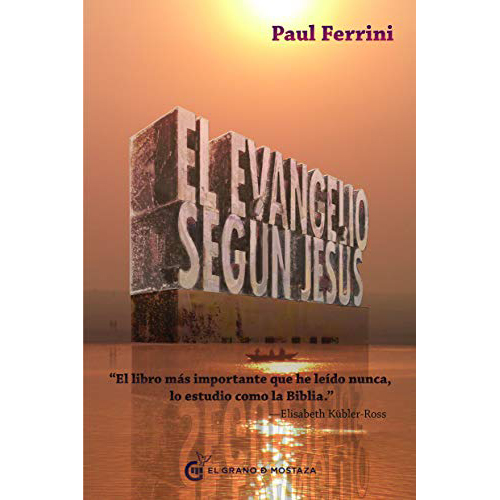 Paul Ferrini
EL EVANGELIO
SEGÚN JESÚS
“El libro más importante que he leído nunca,
lo estudio como la Biblia.”
—Elisabeth Kübler-Ross
EL GRANO Ð MOSTAZA